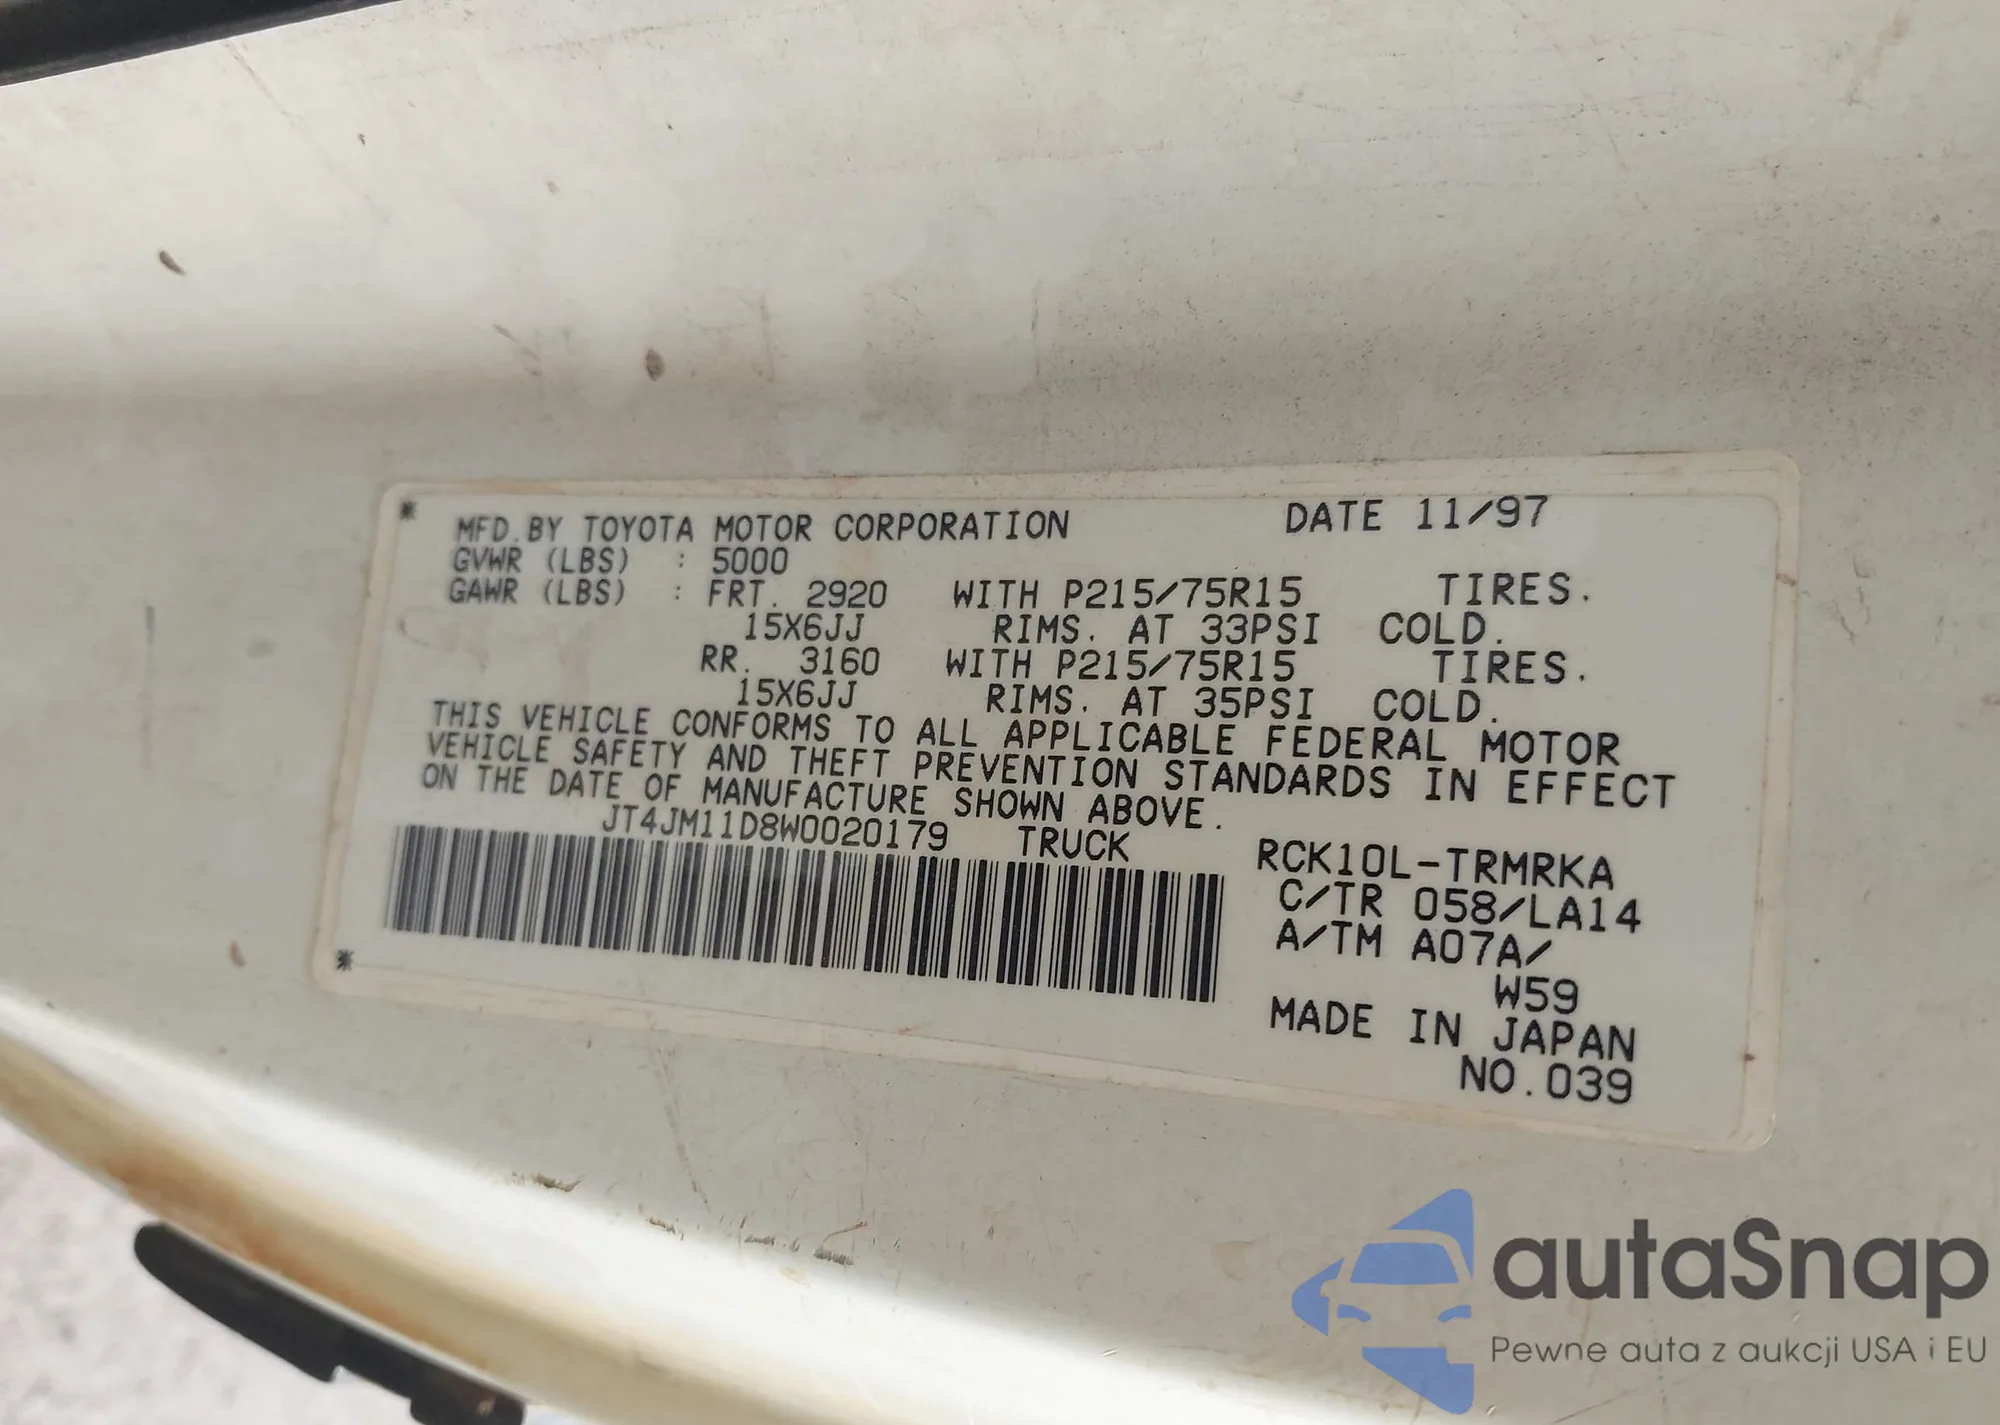 * MFD.BY TOYOTA MOTOR CORPORATION DATE 11/97
GVWR (LBS) : 5000
GAWR (LBS) : FRT. 2920 WITH P215/75R15 TIRES.
15X6JJ RIMS. AT 33PSI COLD.
RR. 3160 WITH P215/75R15 TIRES.
15X6JJ RIMS. AT 35PSI COLD.
THIS VEHICLE CONFORMS TO ALL APPLICABLE FEDERAL MOTOR
VEHICLE SAFETY AND THEFT PREVENTION STANDARDS IN EFFECT
ON THE DATE OF MANUFACTURE SHOWN ABOVE.
JT4JM11D8W0020179 TRUCK
RCK10L-TRMRKA
C/TR 058/LA14
A/TM A07A/
W59
MADE IN JAPAN
NO.039
*
autaSnap
Pewne auta z aukcji USA i EU